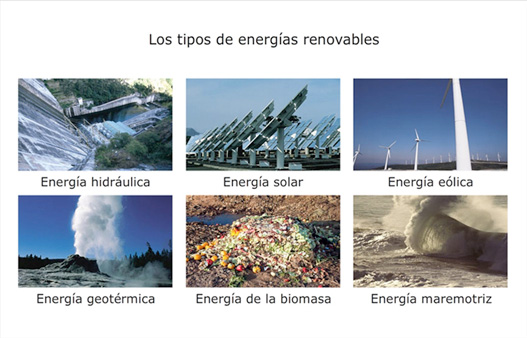 Los tipos de energías renovables
Energía hidráulica
Energía solar
Energía eólica
Energía geotérmica
Energía de la biomasa
Energía maremotriz